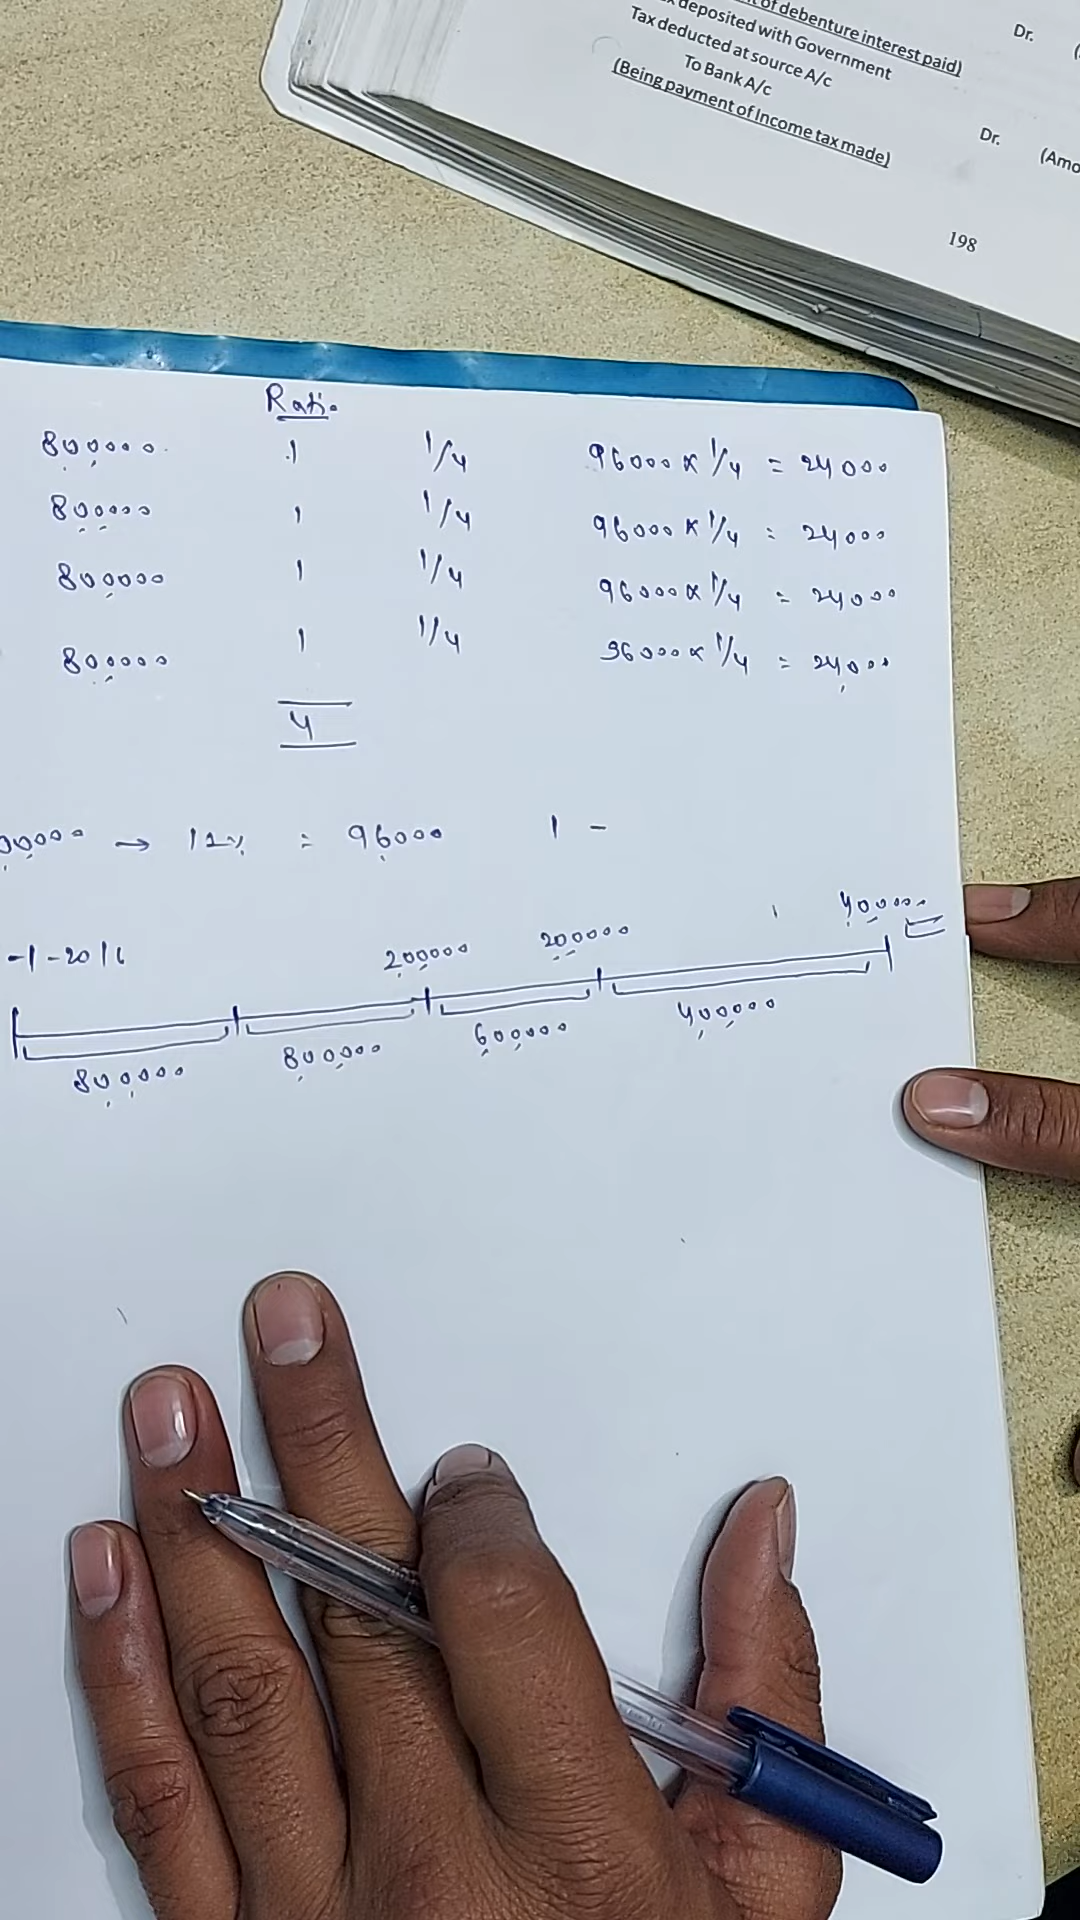 of debenture interest paid)
deposited with Government Dr.
Tax deducted at source A/c
To Bank A/c
(Being payment of Income tax made) Dr. (Amo
198
Ratio
800000 1 1/4 96000 x 1/4 = 24000
800000 1 1/4 96000 x 1/4 = 24000
800000 1 1/4 96000 x 1/4 = 24000
800000 1 1/4 96000 x 1/4 = 24000
4
00000 → 12% = 96000 1 -
-1-2016 200000 200000 400000
800000 800000 600000 400000